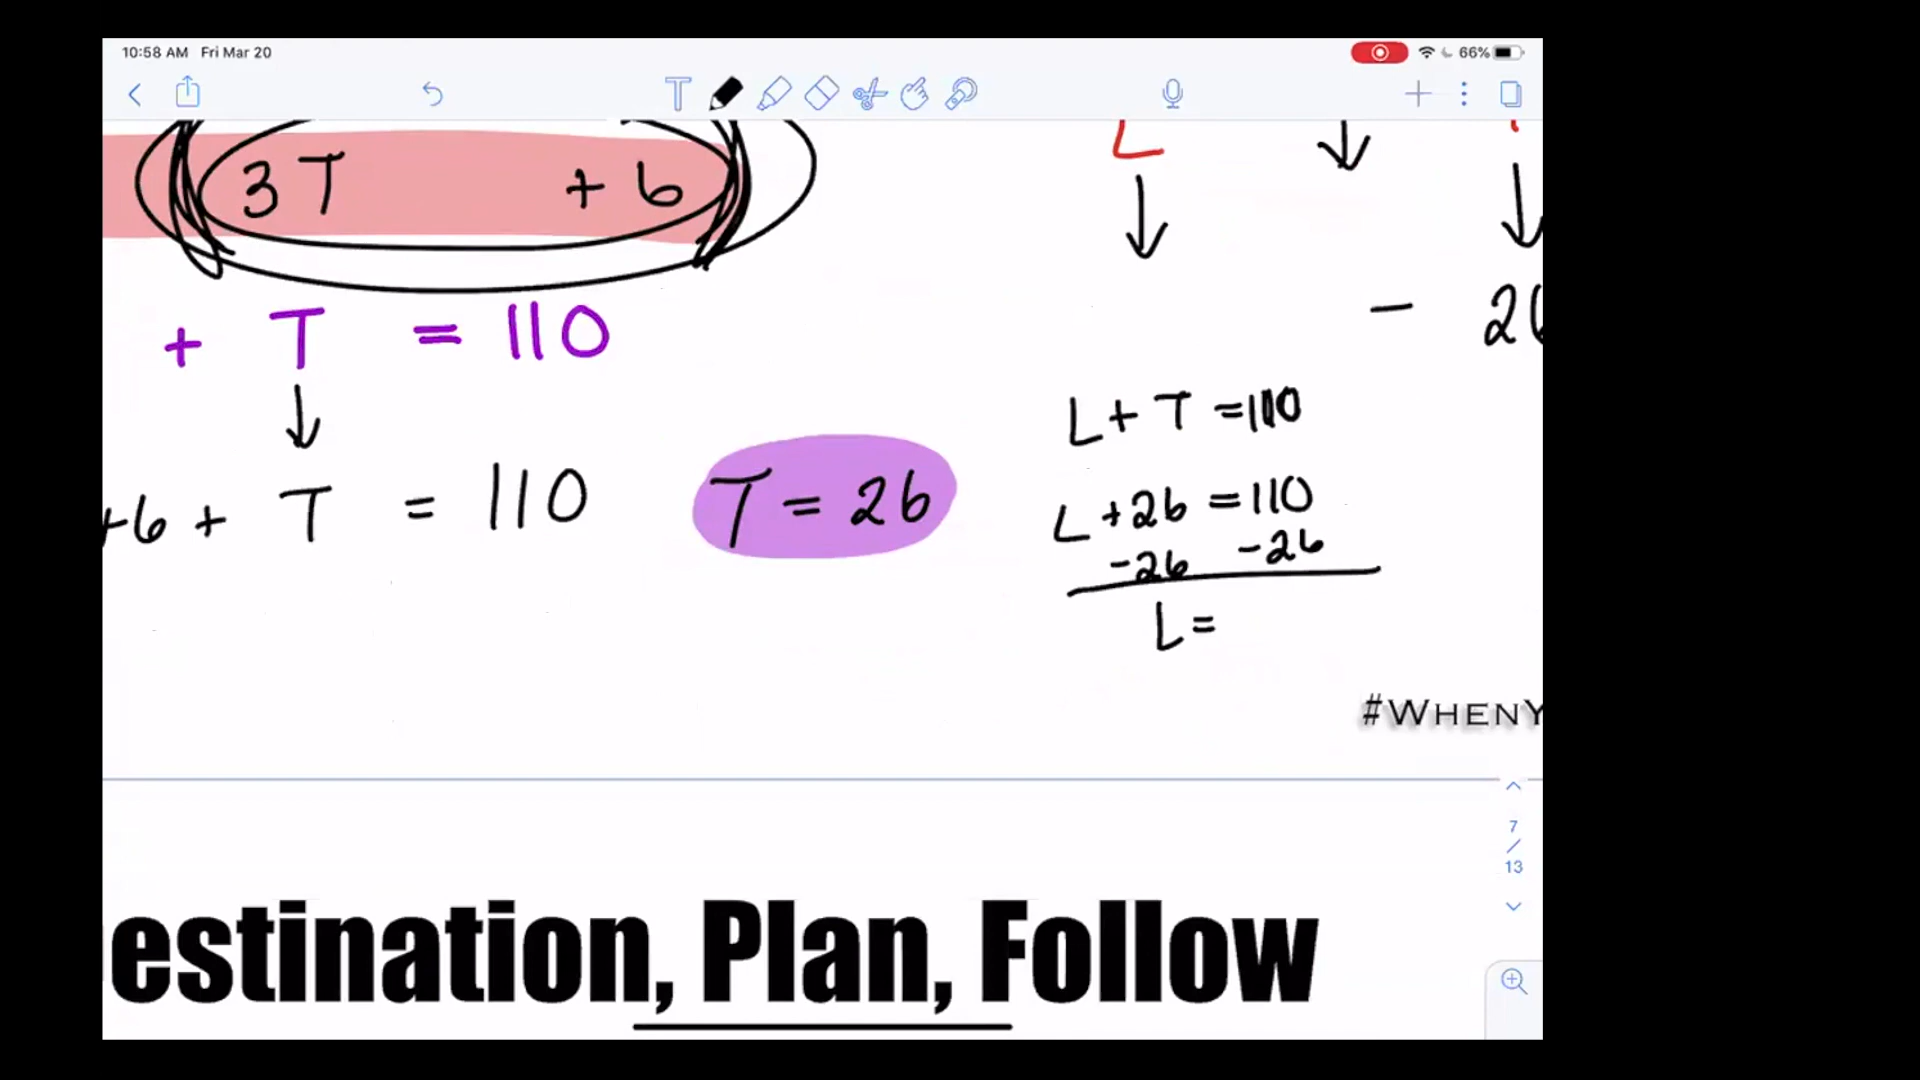 10:58 AM Fri Mar 20
66%
T
L
3T + 6
+ T = 110
- 26
L + T = 110
+6 + T = 110
T = 26
L + 26 = 110
-26 -26
L =
#WHENY
7
/
13
estination, Plan, Follow